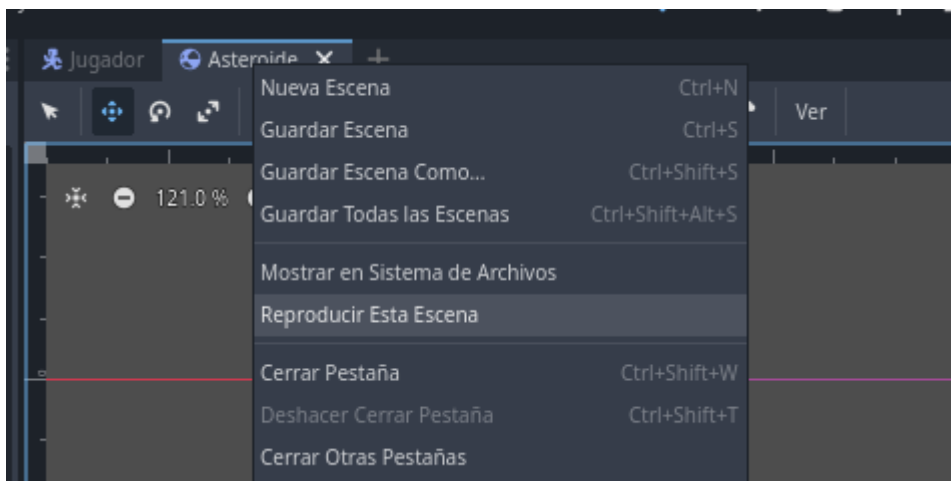 Jugador
Asteroide
Nueva Escena Ctrl+N
Guardar Escena Ctrl+S
Ver
Guardar Escena Como... Ctrl+Shift+S
121.0 %
Guardar Todas las Escenas Ctrl+Shift+Alt+S
Mostrar en Sistema de Archivos
Reproducir Esta Escena
Cerrar Pestaña Ctrl+Shift+W
Deshacer Cerrar Pestaña Ctrl+Shift+T
Cerrar Otras Pestañas